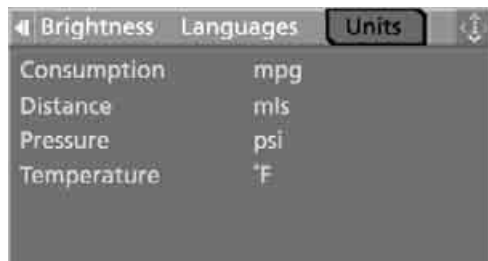 Brightness Languages Units
Consumption mpg
Distance mls
Pressure psi
Temperature °F